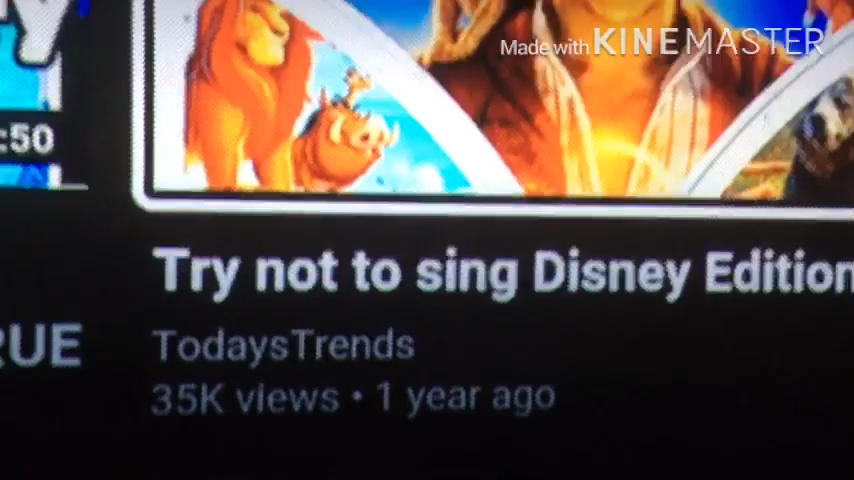 Made with KINEMASTER
:50
Try not to sing Disney Edition
RUE
TodaysTrends
35K views • 1 year ago